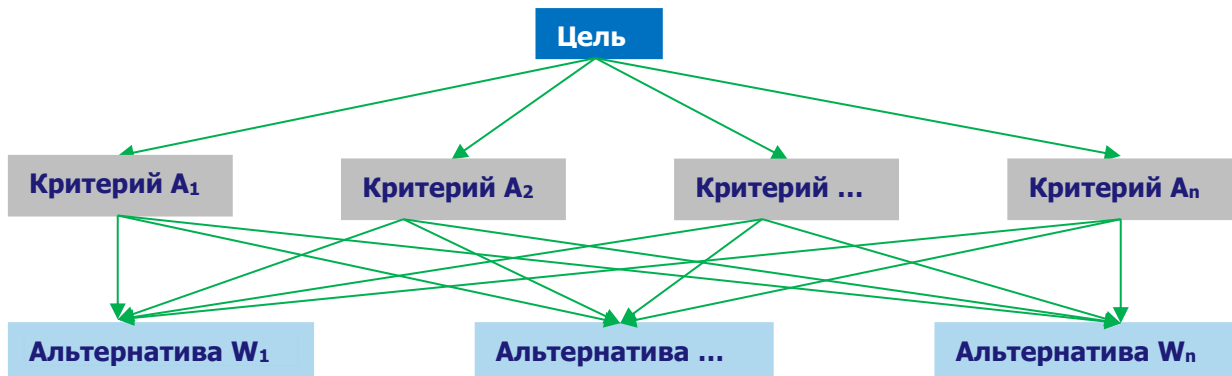 Цель
Критерий A₁
Критерий A₂
Критерий ...
Критерий Aₙ
Альтернатива W₁
Альтернатива ...
Альтернатива Wₙ